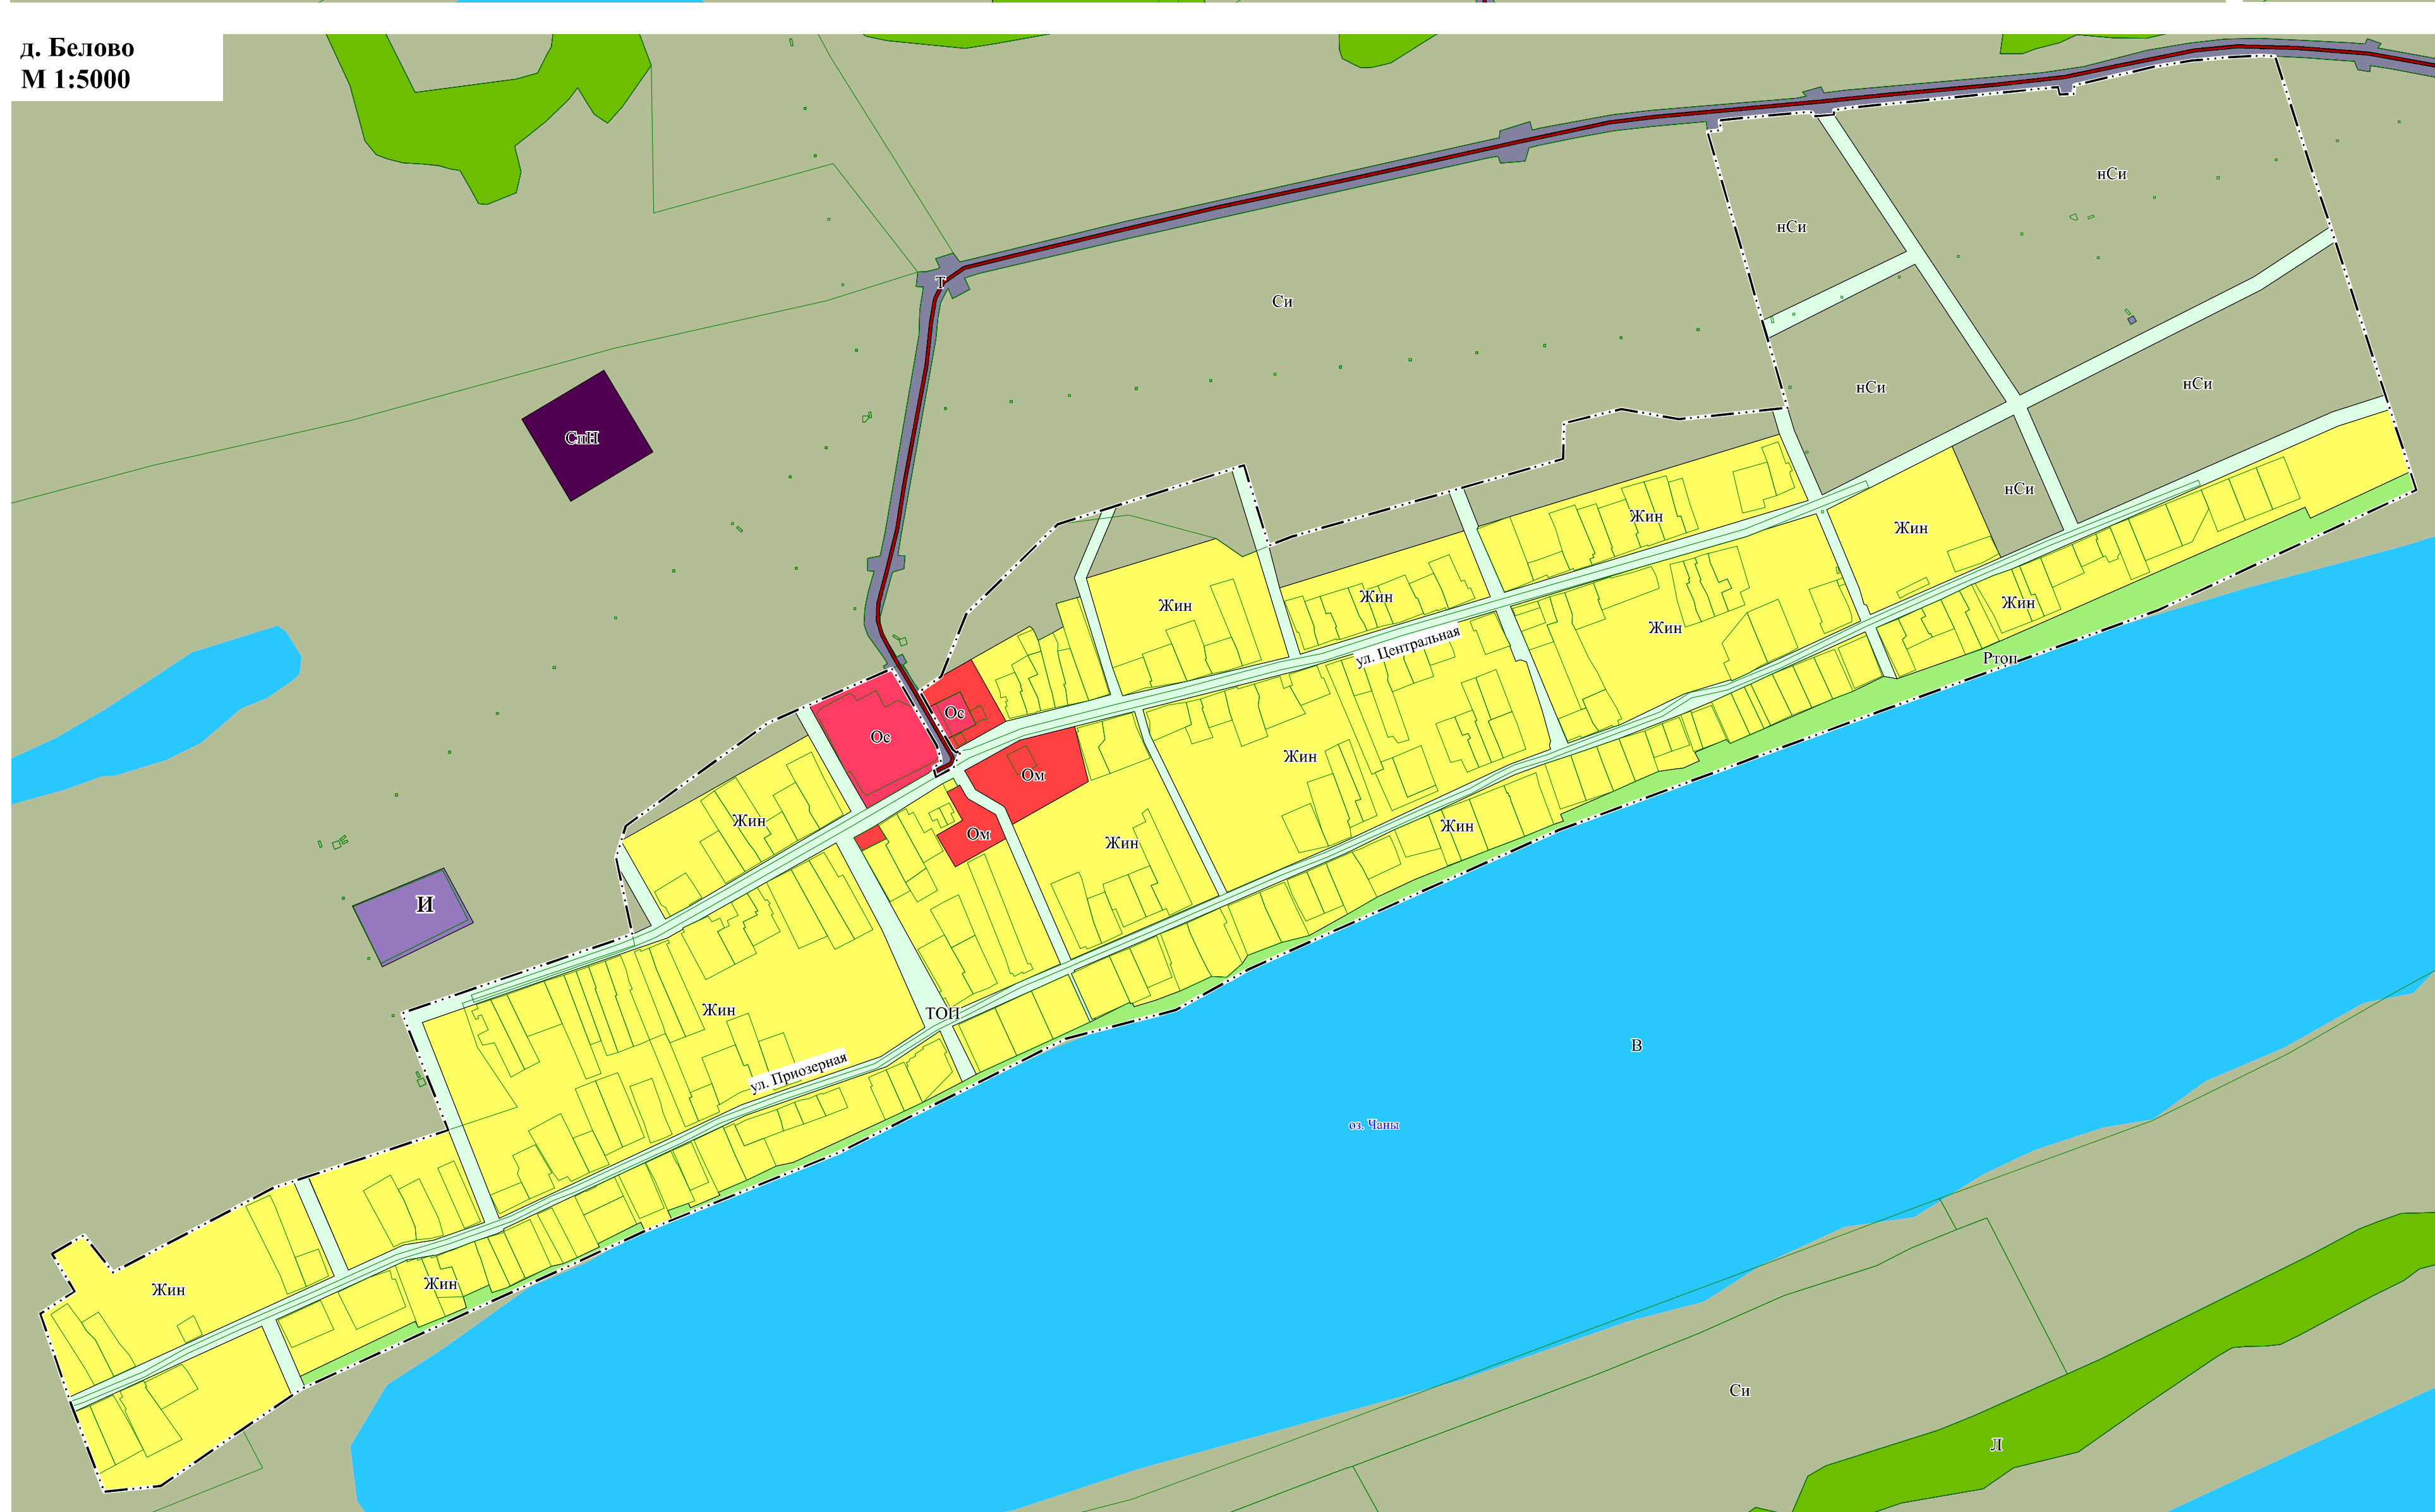 д. Белово
М 1:5000
нСи
нСи
Т
Си
нСи
нСи
СпН
нСи
Жин
Жин
Жин
Жин
Жин
Жин
ул. Центральная
Ртоп
Ос
Ос
Жин
Ом
Жин
Жин
Ом
Жин
И
Жин
ТОП
В
ул. Приозерная
оз. Чаны
Жин
Жин
Си
Л